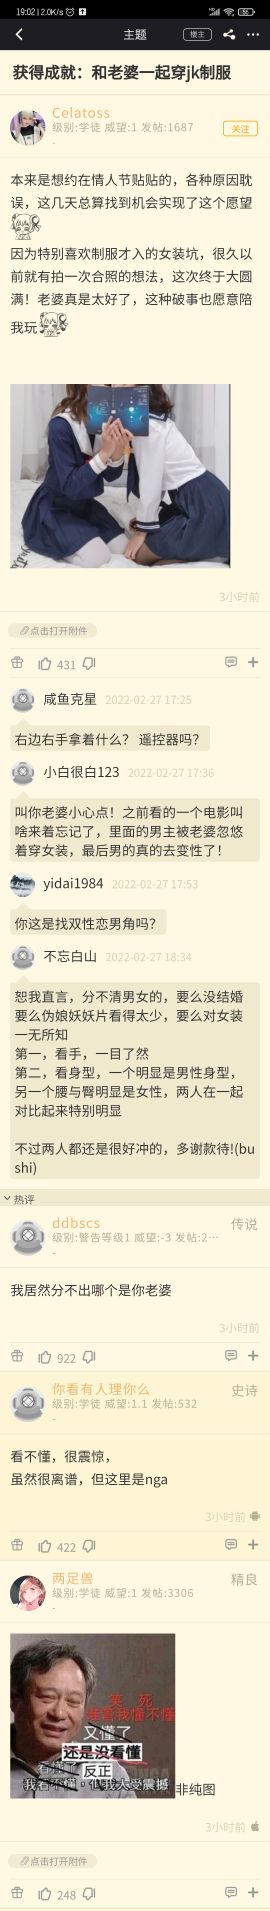 19:02 | 2.0K/s
56
主题
楼主
获得成就：和老婆一起穿jk制服
Celatoss
级别:学徒 威望:1 发帖:1687
关注
-
本来是想约在情人节贴贴的，各种原因耽
误，这几天总算找到机会实现了这个愿望
因为特别喜欢制服才入的女装坑，很久以
前就有拍一次合照的想法，这次终于大圆
满！老婆真是太好了，这种破事也愿意陪
我玩
3小时前
点击打开附件
431
咸鱼克星 2022-02-27 17:25
右边右手拿着什么？ 遥控器吗？
小白很白123 2022-02-27 17:36
叫你老婆小心点！之前看的一个电影叫
啥来着忘记了，里面的男主被老婆忽悠
着穿女装，最后男的真的去变性了！
yidai1984 2022-02-27 17:53
你这是找双性恋男角吗？
不忘白山 2022-02-27 18:34
恕我直言，分不清男女的，要么没结婚
要么伪娘妖妖片看得太少，要么对女装
一无所知
第一，看手，一目了然
第二，看身型，一个明显是男性身型，
另一个腰与臀明显是女性，两人在一起
对比起来特别明显
不过两人都还是很好冲的，多谢款待!(bu
shi)
热评
ddbscs
传说
级别:警告等级1 威望:-3 发帖:2···
-
我居然分不出哪个是你老婆
3小时前
922
你看有人理你么
史诗
级别:学徒 威望:1.1 发帖:532
-
看不懂，很震惊，
虽然很离谱，但这里是nga
3小时前
422
两足兽
精良
级别:学徒 威望:1 发帖:3306
-
笑 死
谁管我懂不懂
又懂了
还是没看懂
看懂了
反正
我看不懂，但我大受震撼
非纯图
3小时前
点击打开附件
248